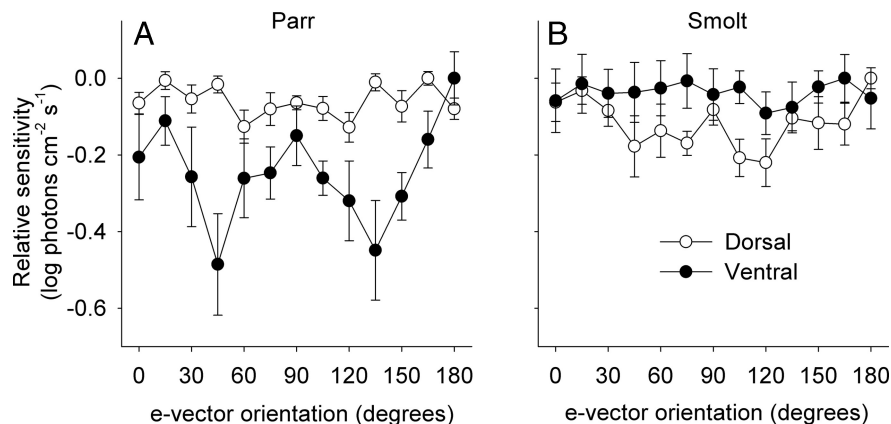 A
Parr
B
Smolt
Relative sensitivity
(log photons cm-2 s-1)
0.0
-0.2
-0.4
-0.6
Dorsal
Ventral
0 30 60 90 120 150 180
0 30 60 90 120 150 180
e-vector orientation (degrees)
e-vector orientation (degrees)